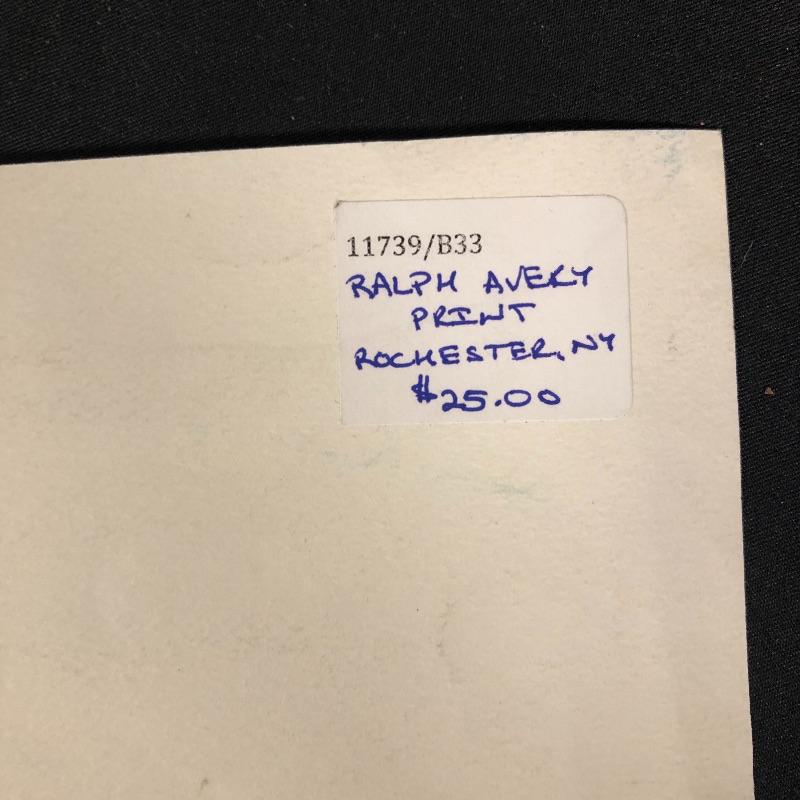 11739/B33
RALPH AVERY
PRINT
ROCHESTER, NY
$25.00